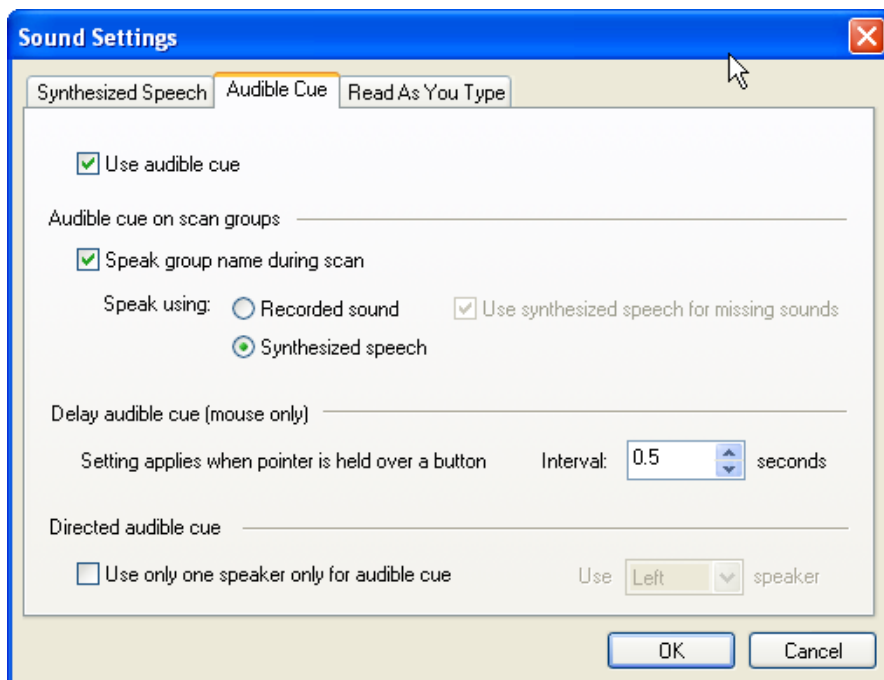 Sound Settings
Synthesized Speech Audible Cue Read As You Type
Use audible cue
Audible cue on scan groups
Speak group name during scan
Speak using: Recorded sound Use synthesized speech for missing sounds
Synthesized speech
Delay audible cue (mouse only)
Setting applies when pointer is held over a button Interval: 0.5 seconds
Directed audible cue
Use only one speaker only for audible cue Use Left speaker
OK Cancel